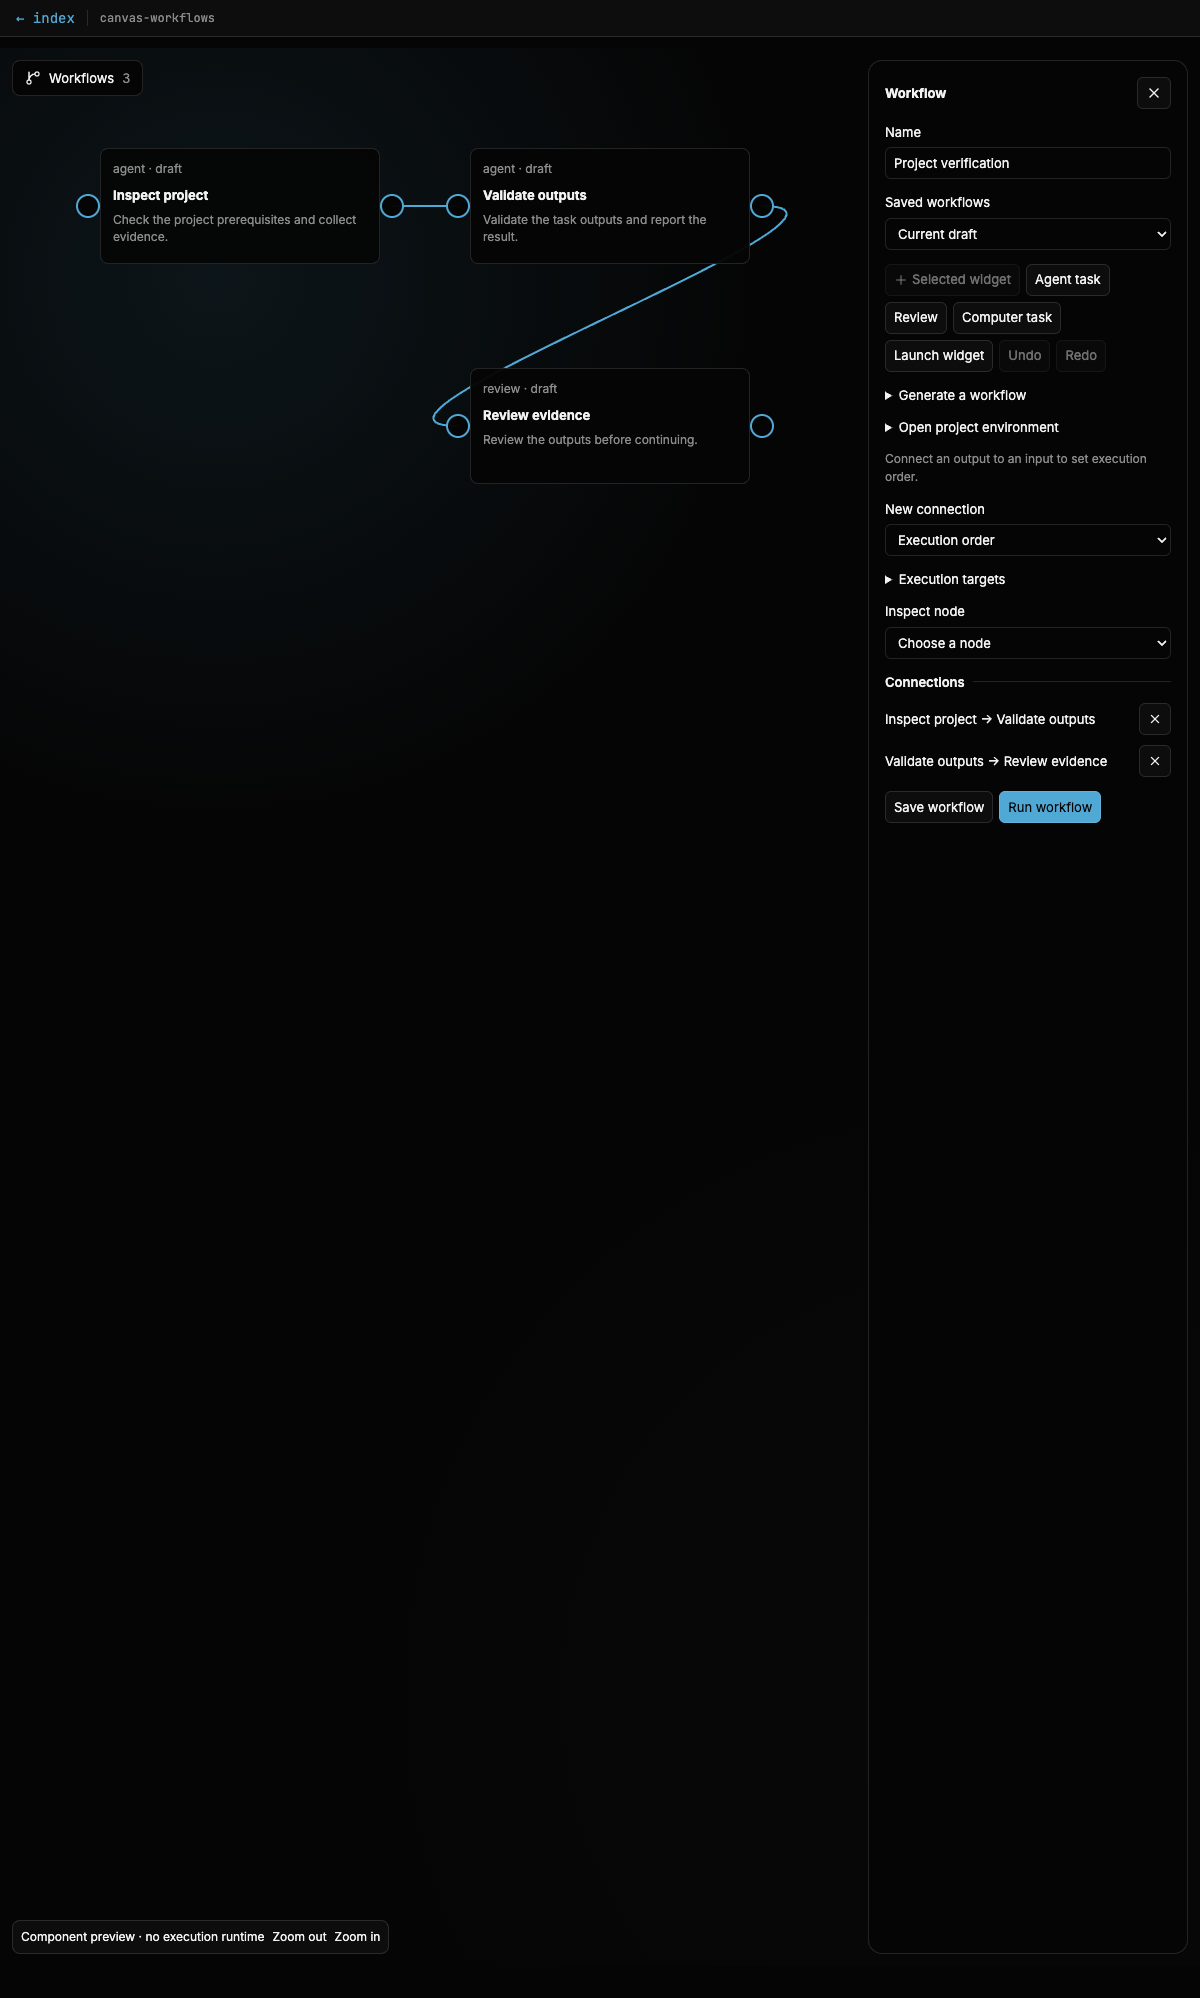 ← index
canvas-workflows
Workflows 3
agent · draft
Inspect project
Check the project prerequisites and collect
evidence.
agent · draft
Validate outputs
Validate the task outputs and report the
result.
review · draft
Review evidence
Review the outputs before continuing.
Workflow
Name
Project verification
Saved workflows
Current draft
+ Selected widget
Agent task
Review
Computer task
Launch widget
Undo
Redo
Generate a workflow
Open project environment
Connect an output to an input to set execution
order.
New connection
Execution order
Execution targets
Inspect node
Choose a node
Connections
Inspect project → Validate outputs
Validate outputs → Review evidence
Save workflow
Run workflow
Component preview · no execution runtime Zoom out Zoom in